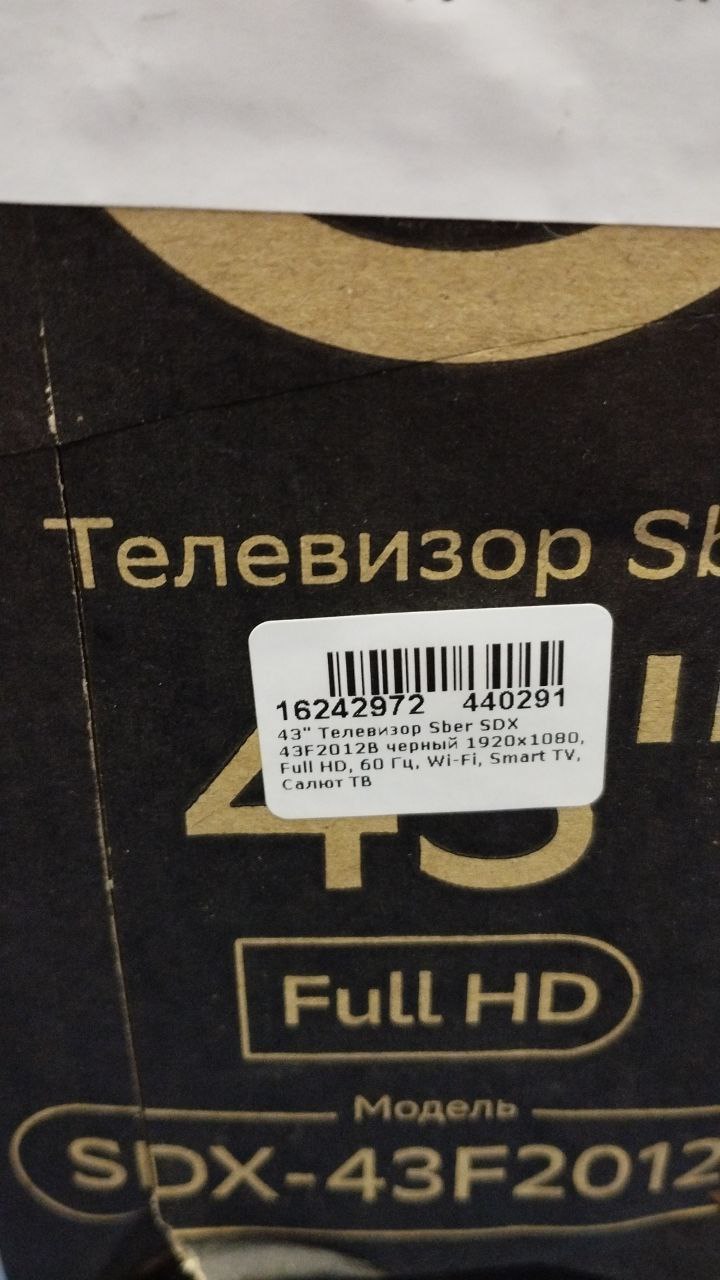 Телевизор Sb
16242972 440291
43" Телевизор Sber SDX
43F2012B черный 1920x1080,
Full HD, 60 Гц, Wi-Fi, Smart TV,
Салют ТВ
43"
Full HD
Модель
SDX-43F2012